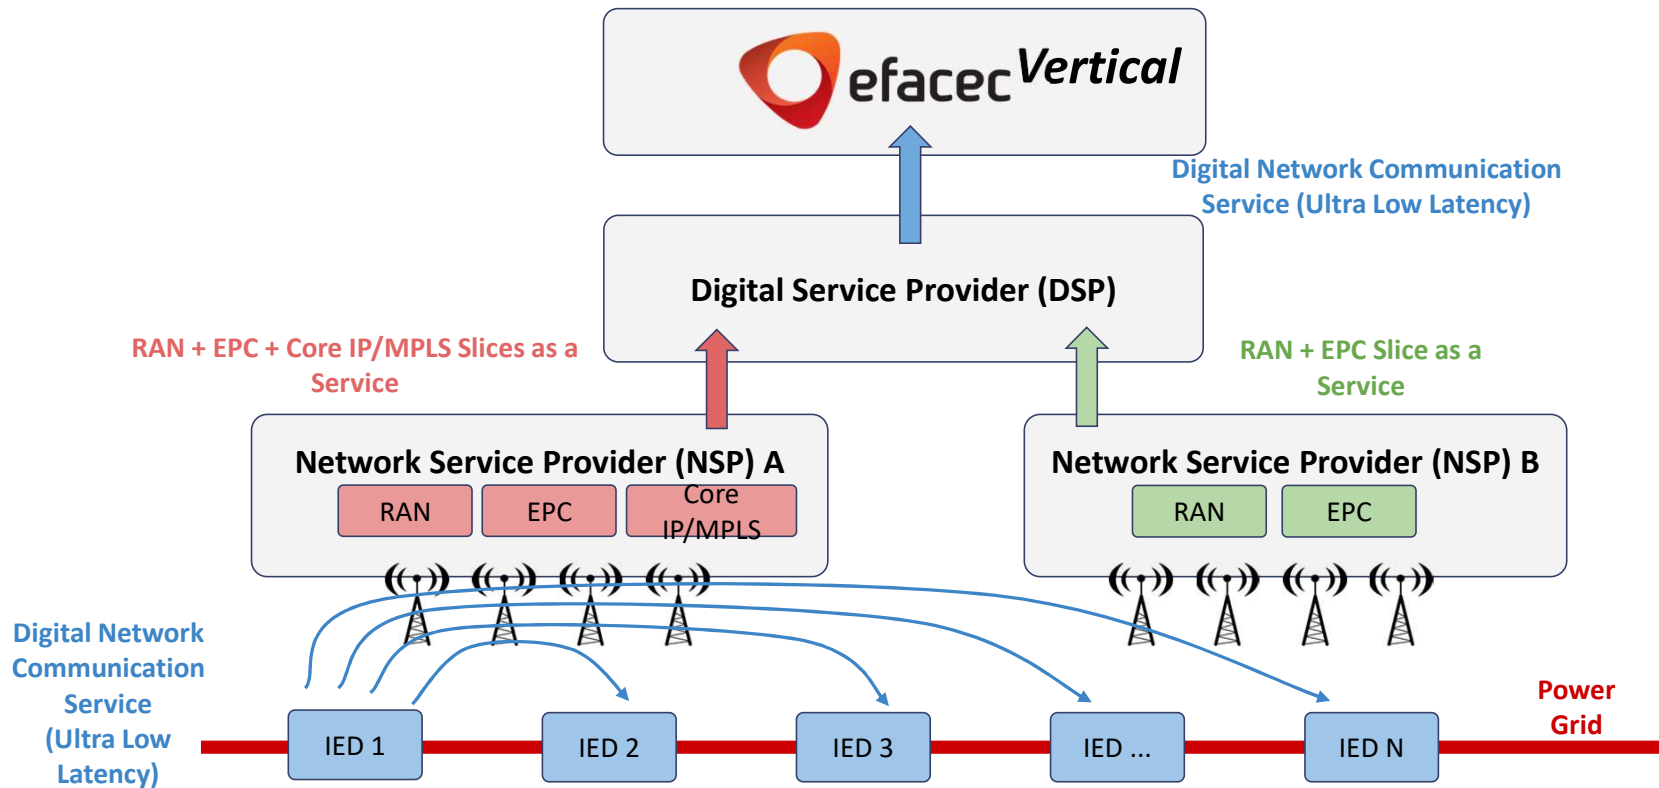 efacec Vertical
Digital Network Communication
Service (Ultra Low Latency)
Digital Service Provider (DSP)
RAN + EPC + Core IP/MPLS Slices as a
Service
RAN + EPC Slice as a
Service
Network Service Provider (NSP) A
RAN
EPC
Core
IP/MPLS
Network Service Provider (NSP) B
RAN
EPC
Digital Network
Communication
Service
(Ultra Low
Latency)
Power
Grid
IED 1
IED 2
IED 3
IED ...
IED N